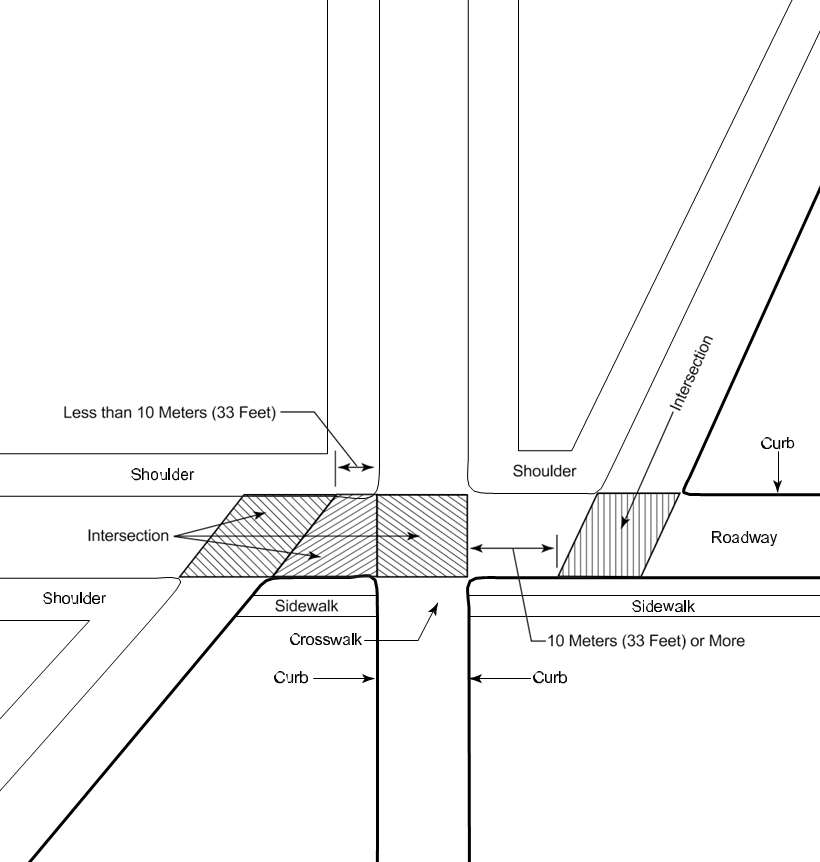 Intersection
Less than 10 Meters (33 Feet)
Curb
Shoulder
Shoulder
Intersection
Roadway
Shoulder
Sidewalk
Sidewalk
Crosswalk
10 Meters (33 Feet) or More
Curb
Curb